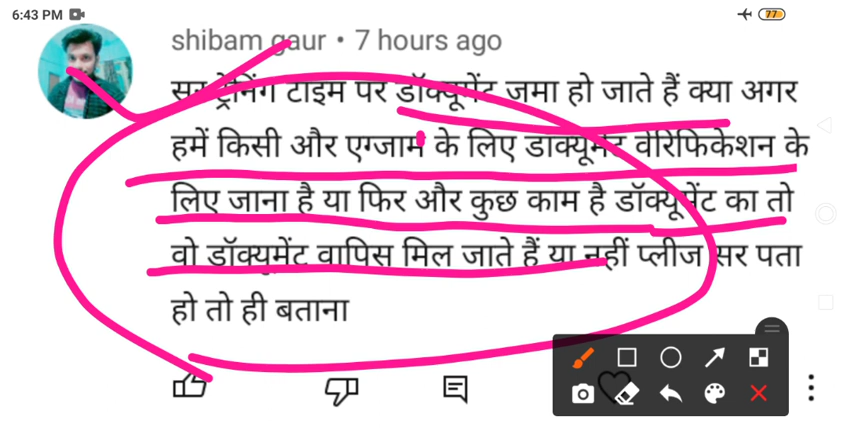 6:43 PM
77
shibam gaur • 7 hours ago
सर ट्रेनिंग टाइम पर डॉक्यूमेंट जमा हो जाते हैं क्या अगर
हमें किसी और एग्जाम के लिए डाक्यूमेंट वेरिफिकेशन के
लिए जाना है या फिर और कुछ काम है डॉक्यूमेंट का तो
वो डॉक्यूमेंट वापिस मिल जाते हैं या नहीं प्लीज सर पता
हो तो ही बताना